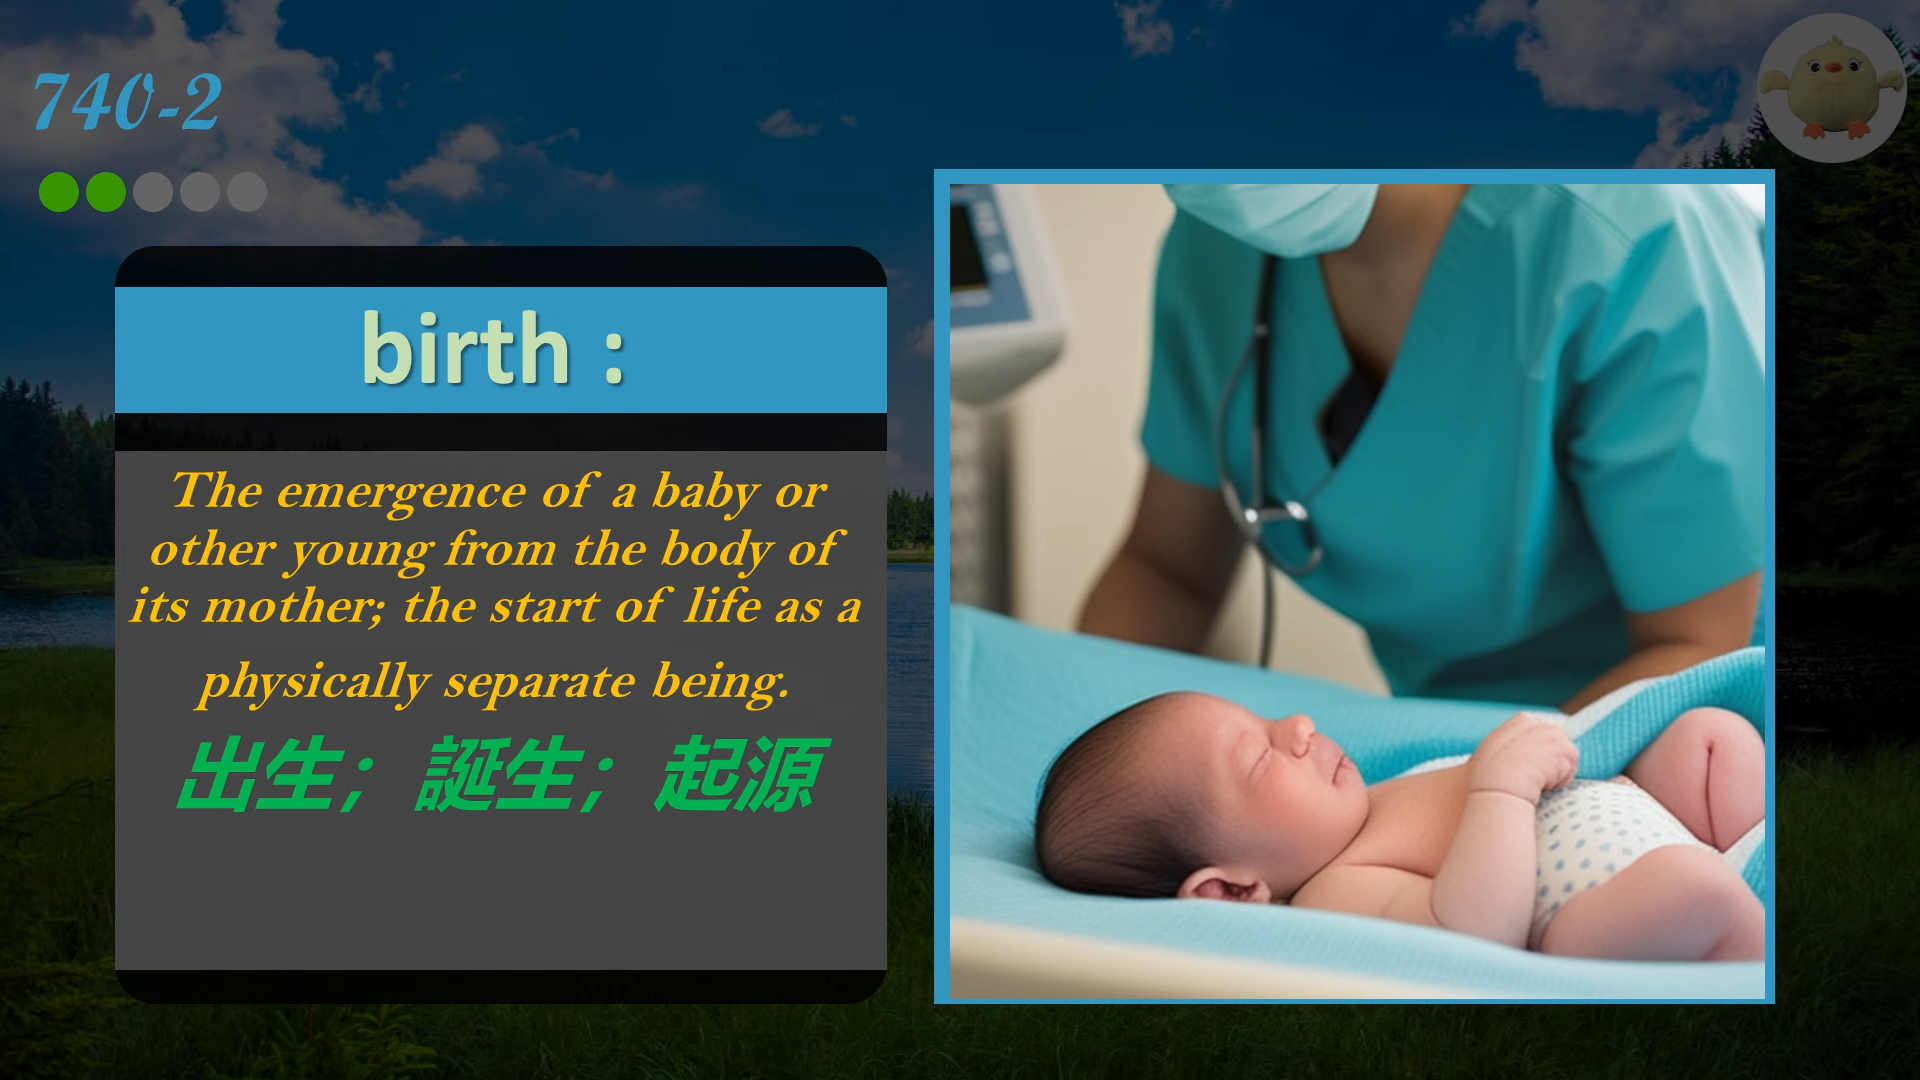 740-2
birth :
The emergence of a baby or
other young from the body of
its mother; the start of life as a
physically separate being.
出生；誕生；起源